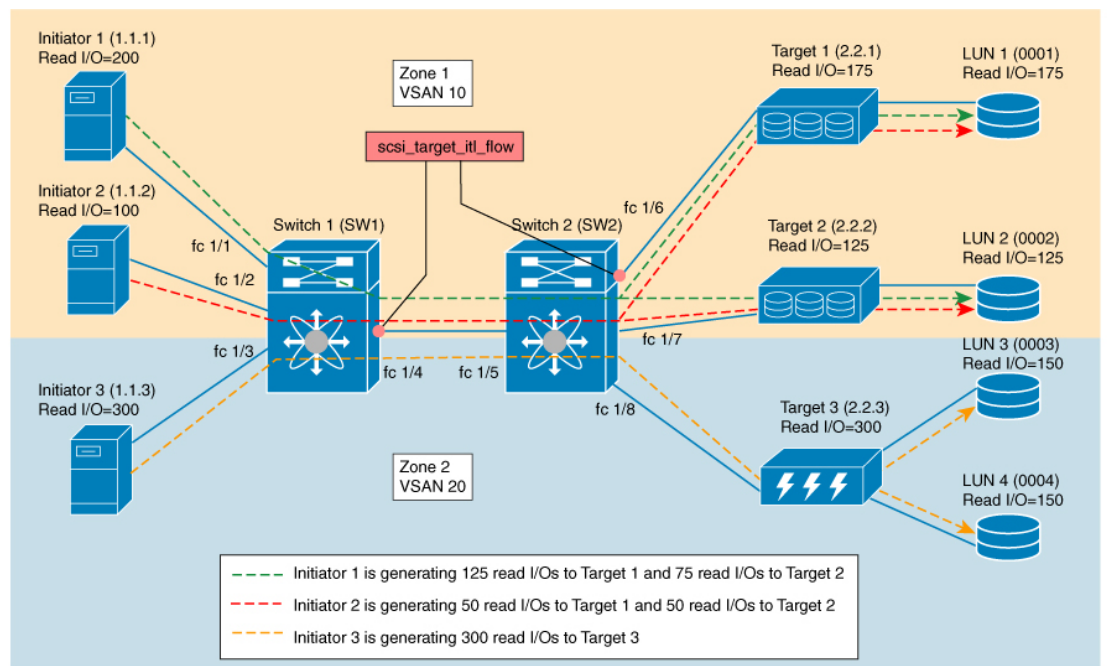 Initiator 1 (1.1.1)
Read I/O=200
Zone 1
VSAN 10
Target 1 (2.2.1)
Read I/O=175
LUN 1 (0001)
Read I/O=175
scsi_target_itl_flow
Initiator 2 (1.1.2)
Read I/O=100
Switch 1 (SW1)
Switch 2 (SW2)
fc 1/6
Target 2 (2.2.2)
Read I/O=125
LUN 2 (0002)
Read I/O=125
fc 1/1
fc 1/2
fc 1/3
fc 1/4
fc 1/5
fc 1/7
fc 1/8
LUN 3 (0003)
Read I/O=150
Initiator 3 (1.1.3)
Read I/O=300
Target 3 (2.2.3)
Read I/O=300
Zone 2
VSAN 20
LUN 4 (0004)
Read I/O=150
Initiator 1 is generating 125 read I/Os to Target 1 and 75 read I/Os to Target 2
Initiator 2 is generating 50 read I/Os to Target 1 and 50 read I/Os to Target 2
Initiator 3 is generating 300 read I/Os to Target 3